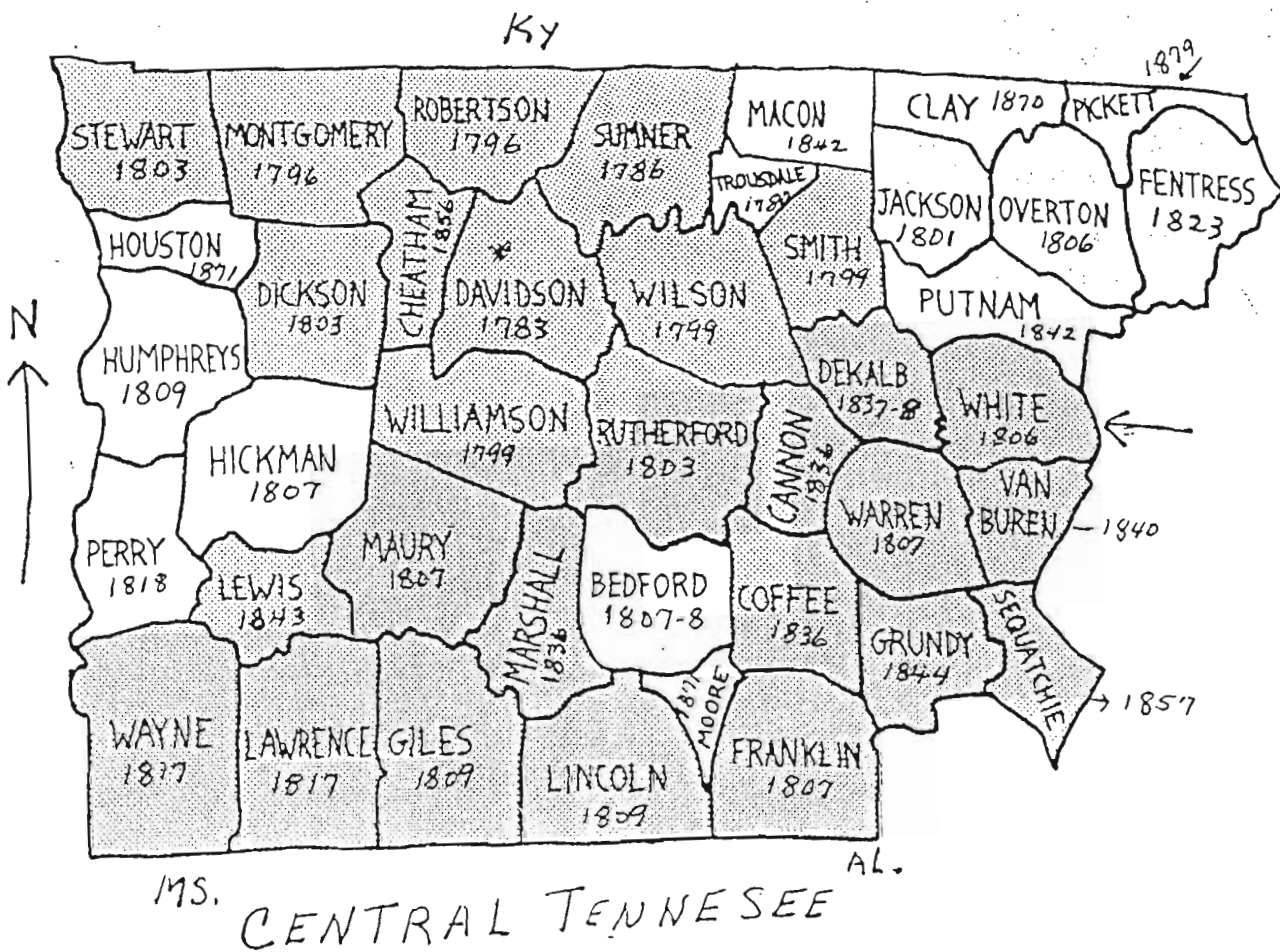 Ky
1879
STEWART
1803
MONTGOMERY
1796
ROBERTSON
1796
SUMNER
1786
MACON
1842
CLAY 1870
PICKETT
TROUSDALE
CHEATHAM
1856
SMITH
1799
JACKSON
1801
OVERTON
1806
FENTRESS
1823
HOUSTON
1871
DICKSON
1803
DAVIDSON
1783
WILSON
1799
PUTNAM
1842
N
HUMPHREYS
1809
WILLIAMSON
1799
RUTHERFORD
1803
CANNON
1836
DEKALB
1837-8
WHITE
1806
HICKMAN
1807
WARREN
1807
VAN
BUREN
1840
PERRY
1818
LEWIS
1843
MAURY
1807
MARSHALL
1836
BEDFORD
1807-8
COFFEE
1836
GRUNDY
1844
SEQUATCHIE
1857
WAYNE
LAWRENCE
1817
GILES
1809
LINCOLN
1809
1871
MOORE
FRANKLIN
1807
MS.
AL.
CENTRAL TENNESEE